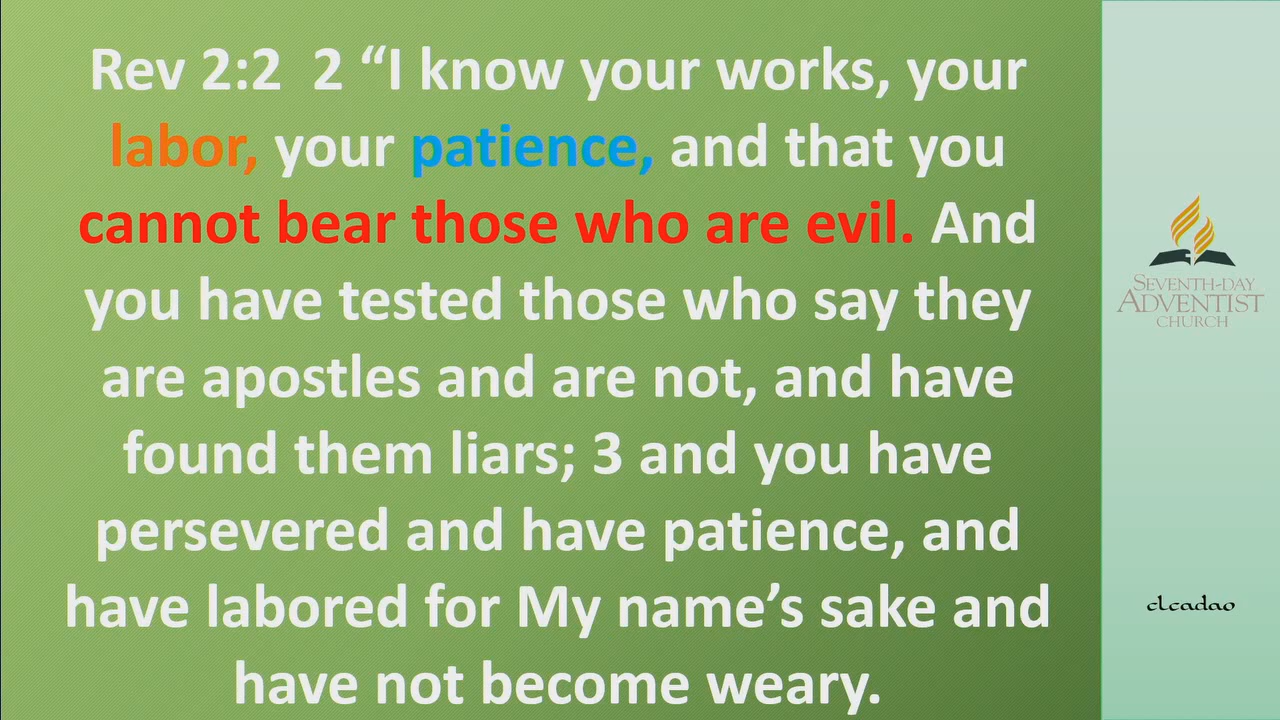 Rev 2:2  2 “I know your works, your
labor, your patience, and that you
cannot bear those who are evil. And
you have tested those who say they
are apostles and are not, and have
found them liars; 3 and you have
persevered and have patience, and
have labored for My name’s sake and
have not become weary.
SEVENTH-DAY
ADVENTIST
CHURCH
clcadao